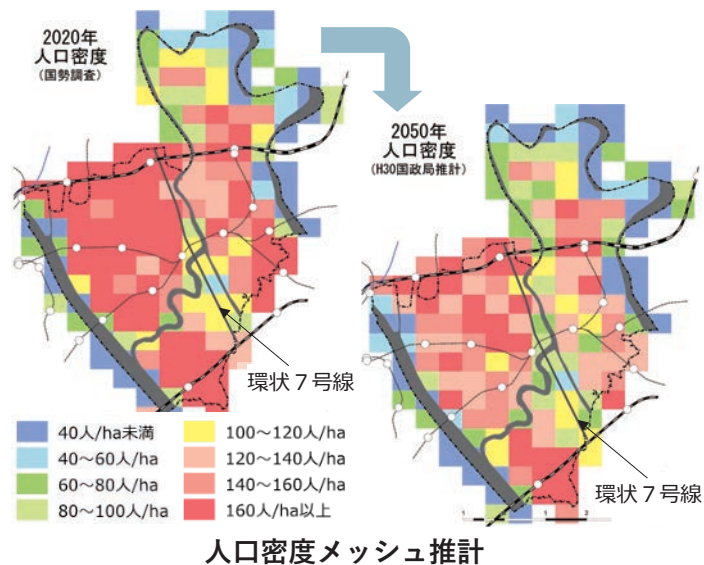 2020年
人口密度
(国勢調査)
2050年
人口密度
(H30国政局推計)
環状７号線
環状７号線
40人/ha未満
40～60人/ha
60～80人/ha
80～100人/ha
100～120人/ha
120～140人/ha
140～160人/ha
160人/ha以上
1
1
2
人口密度メッシュ推計